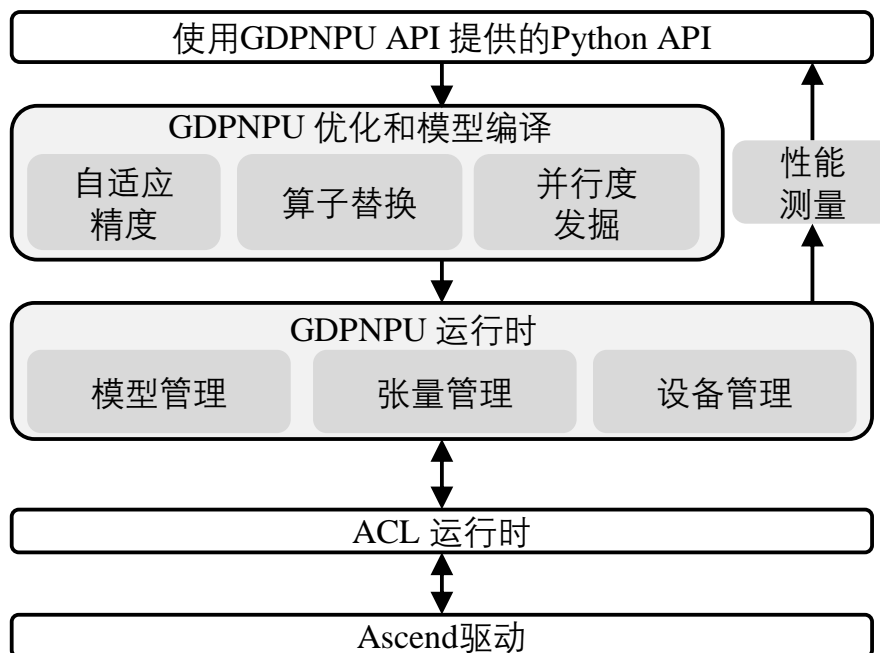 使用GDPNPU API 提供的Python API
GDPNPU 优化和模型编译
自适应
精度
算子替换
并行度
发掘
性能
测量
GDPNPU 运行时
模型管理
张量管理
设备管理
ACL 运行时
Ascend驱动